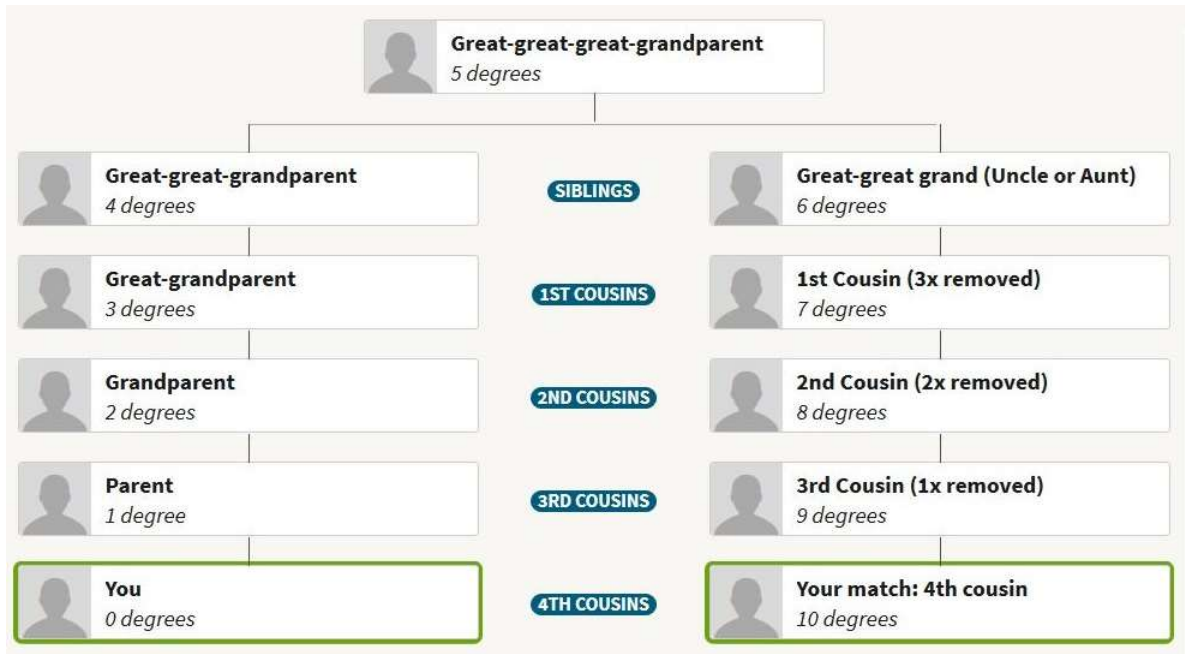 Great-great-great-grandparent
5 degrees
Great-great-grandparent
4 degrees
SIBLINGS
Great-great grand (Uncle or Aunt)
6 degrees
Great-grandparent
3 degrees
1ST COUSINS
1st Cousin (3x removed)
7 degrees
Grandparent
2 degrees
2ND COUSINS
2nd Cousin (2x removed)
8 degrees
Parent
1 degree
3RD COUSINS
3rd Cousin (1x removed)
9 degrees
You
0 degrees
4TH COUSINS
Your match: 4th cousin
10 degrees